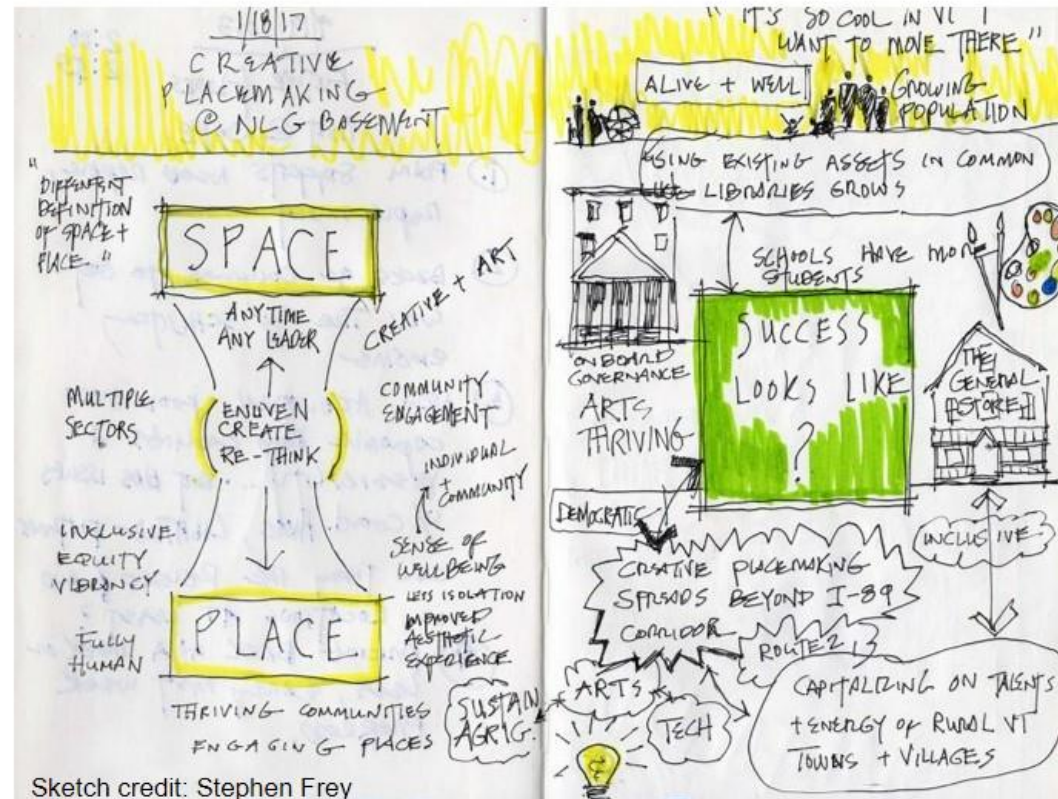 1/18/17
CREATIVE
PLACKMAKING
@ NLG BASEMENT
"DIFFERENT
DEFINITION
OF SPACE +
PLACE."
SPACE
CREATIVE + ART
ANYTIME
ANY LEADER
MULTIPLE
SECTORS
ENLIVEN
CREATE
RE-THINK
COMMUNITY
ENGAGEMENT
INDIVIDUAL
+
COMMUNITY
INCLUSIVE
EQUITY
VIBRANCY
SENSE OF
WELLBEING
LESS ISOLATION
IMPROVED
AESTHETIC
EXPERIENCE
PLACE
FULLY
HUMAN
THRIVING COMMUNITIES
ENGAGING PLACES
SUSTAIN
AGRIG.
"IT'S SO COOL IN VT I
WANT TO MOVE THERE"
ALIVE + WELL
GROWING
POPULATION
USING EXISTING ASSETS IN COMMON
USE LIBRARIES GROWS
SCHOOLS HAVE MORE
STUDENTS
ON BOARD
GOVERNANCE
ARTS
THRIVING
SUCCESS
LOOKS LIKE
?
THE
GENERAL
STORE
DEMOCRATIC
INCLUSIVE
CREATIVE PLACEMAKING
SPREADS BEYOND I-89
CORRIDOR
ROUTE 2
ARTS
TECH
CAPITALIZING ON TALENTS
+ ENERGY OF RURAL VT
TOWNS + VILLAGES
Sketch credit: Stephen Frey